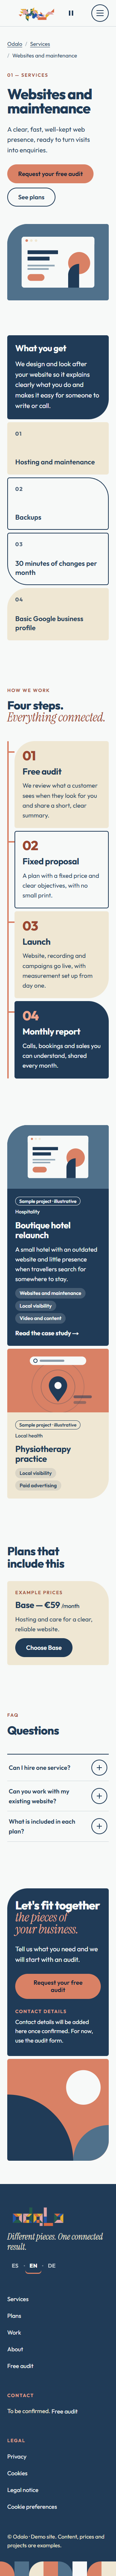 Odalo / Services
/ Websites and maintenance
01 — SERVICES
Websites and
maintenance
A clear, fast, well-kept web
presence, ready to turn visits
into enquiries.
Request your free audit
See plans
What you get
We design and look after
your website so it explains
clearly what you do and
makes it easy for someone to
write or call.
01
Hosting and maintenance
02
Backups
03
30 minutes of changes per
month
04
Basic Google business
profile
HOW WE WORK
Four steps.
Everything connected.
01
Free audit
We review what a customer
sees when they look for you
and share a short, clear
summary.
02
Fixed proposal
A plan with a fixed price and
clear objectives, with no
small print.
03
Launch
Website, recording and
campaigns go live, with
measurement set up from
day one.
04
Monthly report
Calls, bookings and sales you
can understand, shared
every month.
Sample project · illustrative
Hospitality
Boutique hotel
relaunch
A small hotel with an outdated
website and little presence
when travellers search for
somewhere to stay.
Websites and maintenance
Local visibility
Video and content
Read the case study →
Sample project · illustrative
Local health
Physiotherapy
practice
Local visibility
Paid advertising
Plans that
include this
EXAMPLE PRICES
Base — €59 /month
Hosting and care for a clear,
reliable website.
Choose Base
FAQ
Questions
Can I hire one service?
Can you work with my
existing website?
What is included in each
plan?
Let's fit together
the pieces of
your business.
Tell us what you need and we
will start with an audit.
Request your free
audit
CONTACT DETAILS
Contact details will be added
here once confirmed. For now,
use the audit form.
odalo
Different pieces. One connected
result.
ES · EN · DE
Services
Plans
Work
About
Free audit
CONTACT
To be confirmed. Free audit
LEGAL
Privacy
Cookies
Legal notice
Cookie preferences
© Odalo · Demo site. Content, prices and
projects are examples.